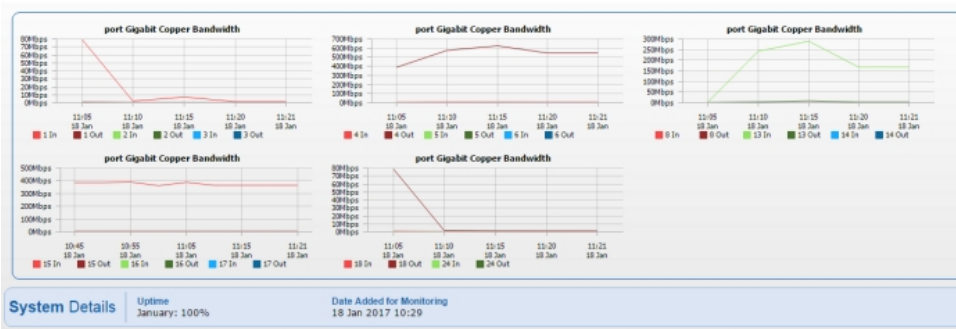 port Gigabit Copper Bandwidth
80Mbps
70Mbps
60Mbps
50Mbps
40Mbps
30Mbps
20Mbps
10Mbps
0Mbps
11:05 11:10 11:15 11:20 11:21
18 Jan 18 Jan 18 Jan 18 Jan 18 Jan
1 In 1 Out 2 In 2 Out 3 In 3 Out
port Gigabit Copper Bandwidth
700Mbps
600Mbps
500Mbps
400Mbps
300Mbps
200Mbps
100Mbps
0Mbps
11:05 11:10 11:15 11:20 11:21
18 Jan 18 Jan 18 Jan 18 Jan 18 Jan
4 In 4 Out 5 In 5 Out 6 In 6 Out
port Gigabit Copper Bandwidth
300Mbps
250Mbps
200Mbps
150Mbps
100Mbps
50Mbps
0Mbps
11:05 11:10 11:15 11:20 11:21
18 Jan 18 Jan 18 Jan 18 Jan 18 Jan
8 In 8 Out 13 In 13 Out 14 In 14 Out
port Gigabit Copper Bandwidth
500Mbps
400Mbps
300Mbps
200Mbps
100Mbps
0Mbps
10:45 10:55 11:05 11:15 11:21
18 Jan 18 Jan 18 Jan 18 Jan 18 Jan
15 In 15 Out 16 In 16 Out 17 In 17 Out
port Gigabit Copper Bandwidth
80Mbps
70Mbps
60Mbps
50Mbps
40Mbps
30Mbps
20Mbps
10Mbps
0Mbps
11:05 11:10 11:15 11:20 11:21
18 Jan 18 Jan 18 Jan 18 Jan 18 Jan
18 In 18 Out 24 In 24 Out
System Details
Uptime
January: 100%
Date Added for Monitoring
18 Jan 2017 10:29